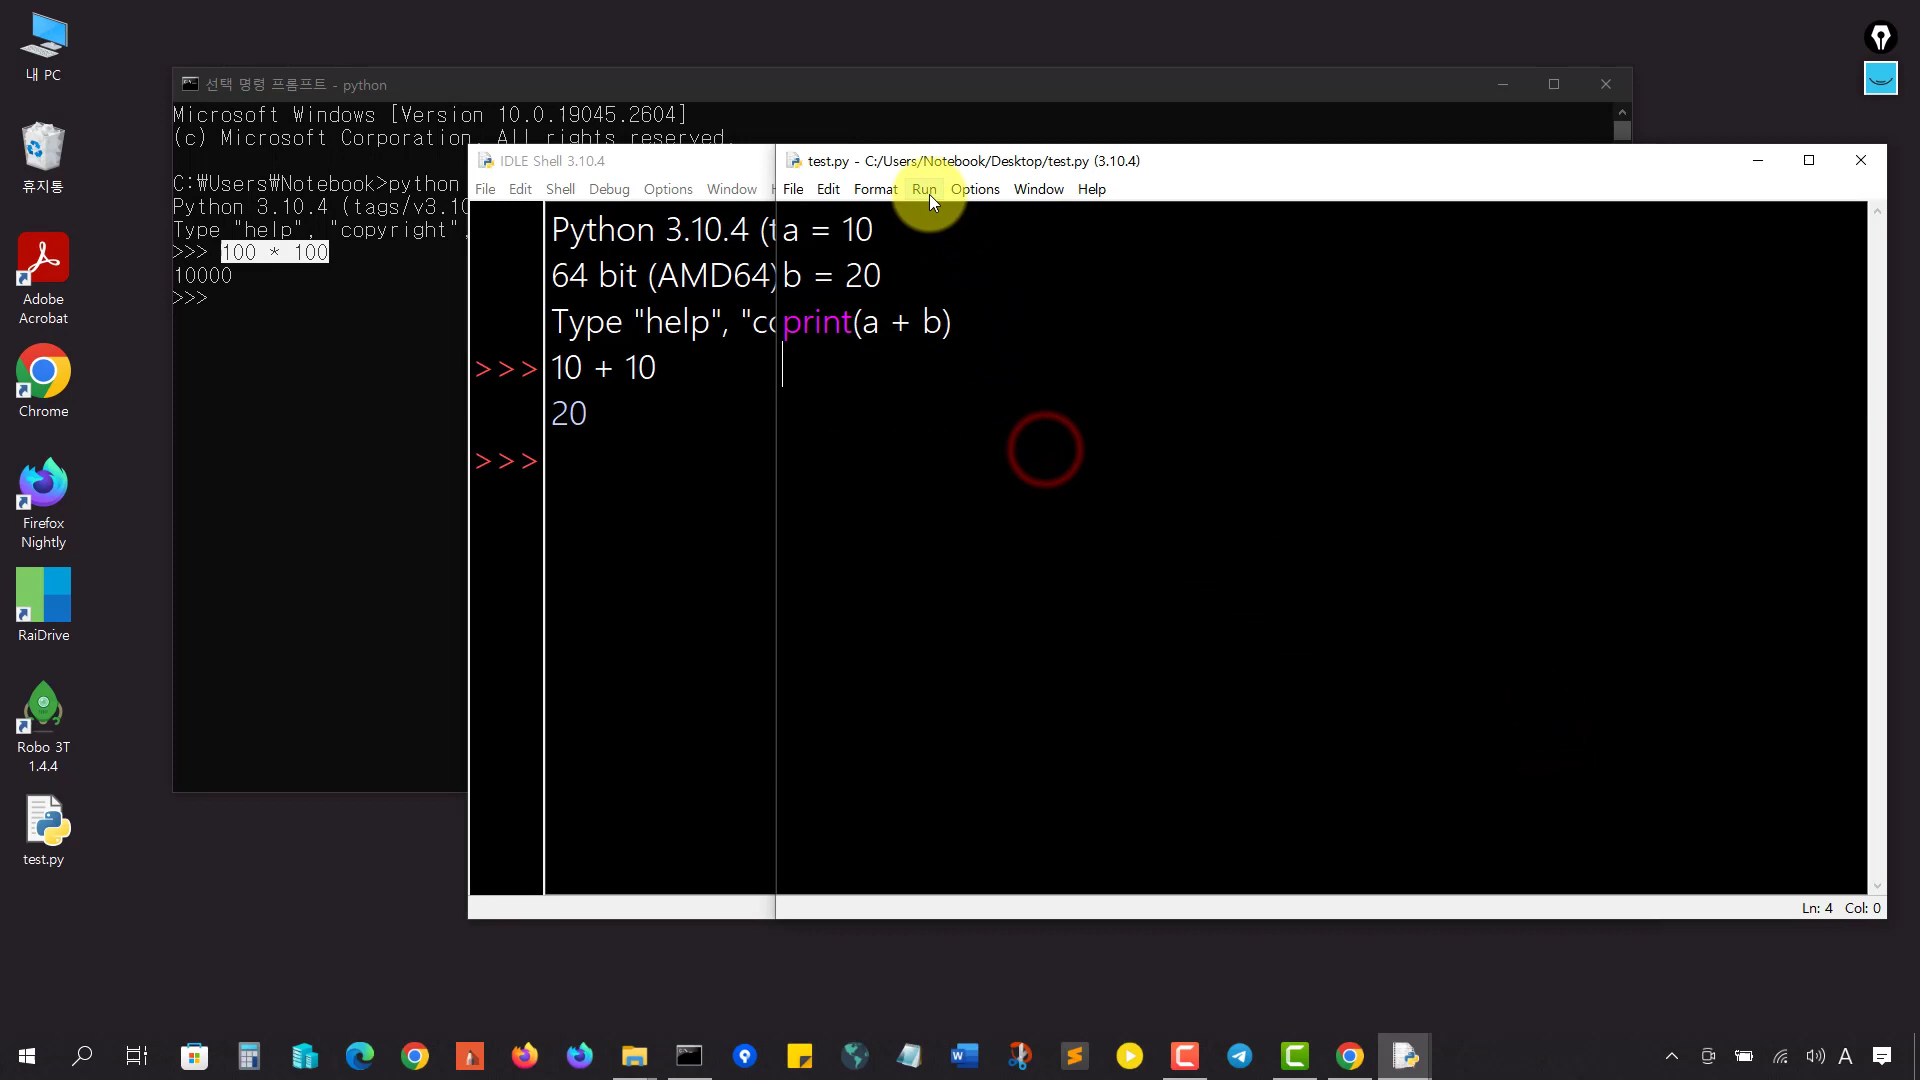 내 PC
휴지통
Adobe
Acrobat
Chrome
Firefox
Nightly
RaiDrive
Robo 3T
1.4.4
test.py
선택 명령 프롬프트 - python
Microsoft Windows [Version 10.0.19045.2604]
(c) Microsoft Corporation. All rights reserved.
C:₩Users₩Notebook>python
Python 3.10.4 (tags/v3.10
Type "help", "copyright",
>>> 100 * 100
10000
>>>
IDLE Shell 3.10.4
File Edit Shell Debug Options Window
Python 3.10.4 (t
64 bit (AMD64)
Type "help", "co
>>> 10 + 10
20
>>>
test.py - C:/Users/Notebook/Desktop/test.py (3.10.4)
File Edit Format Run Options Window Help
a = 10
b = 20
print(a + b)
Ln: 4 Col: 0
A